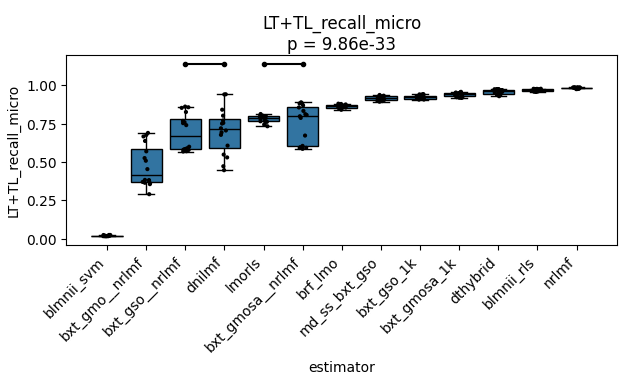 LT+TL_recall_micro
p = 9.86e-33
LT+TL_recall_micro
1.00
0.75
0.50
0.25
0.00
blmnii_svm
bxt_gmo__nrlmf
bxt_gso__nrlmf
dnilmf
lmorls
bxt_gmosa__nrlmf
brf_lmo
md_ss_bxt_gso
bxt_gso_1k
bxt_gmosa_1k
dthybrid
blmnii_rls
nrlmf
estimator